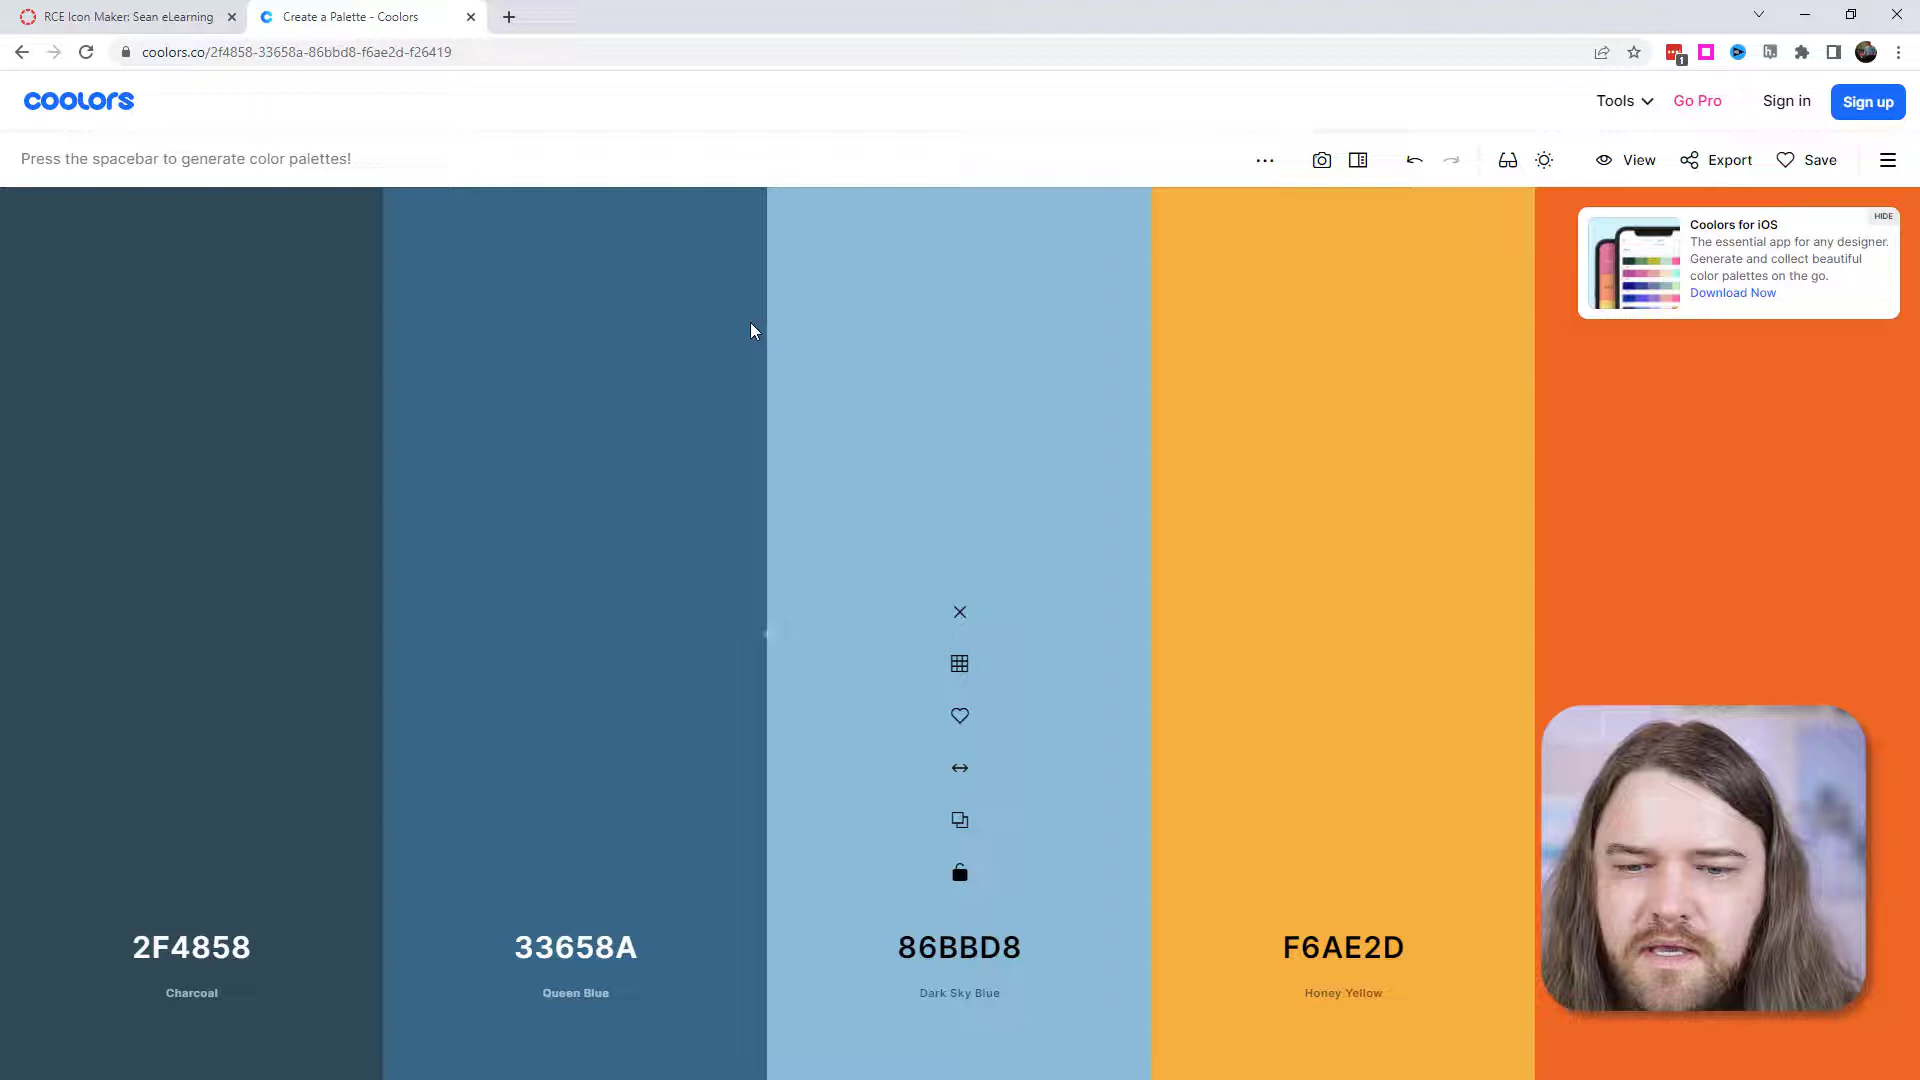 RCE Icon Maker: Sean eLearning
Create a Palette - Coolors
coolors.co/2f4858-33658a-86bbd8-f6ae2d-f26419
1
coolors
Tools
Go Pro
Sign in
Sign up
Press the spacebar to generate color palettes!
View
Export
Save
HIDE
Coolors for iOS
The essential app for any designer.
Generate and collect beautiful
color palettes on the go.
Download Now
2F4858
33658A
86BBD8
F6AE2D
Charcoal
Queen Blue
Dark Sky Blue
Honey Yellow